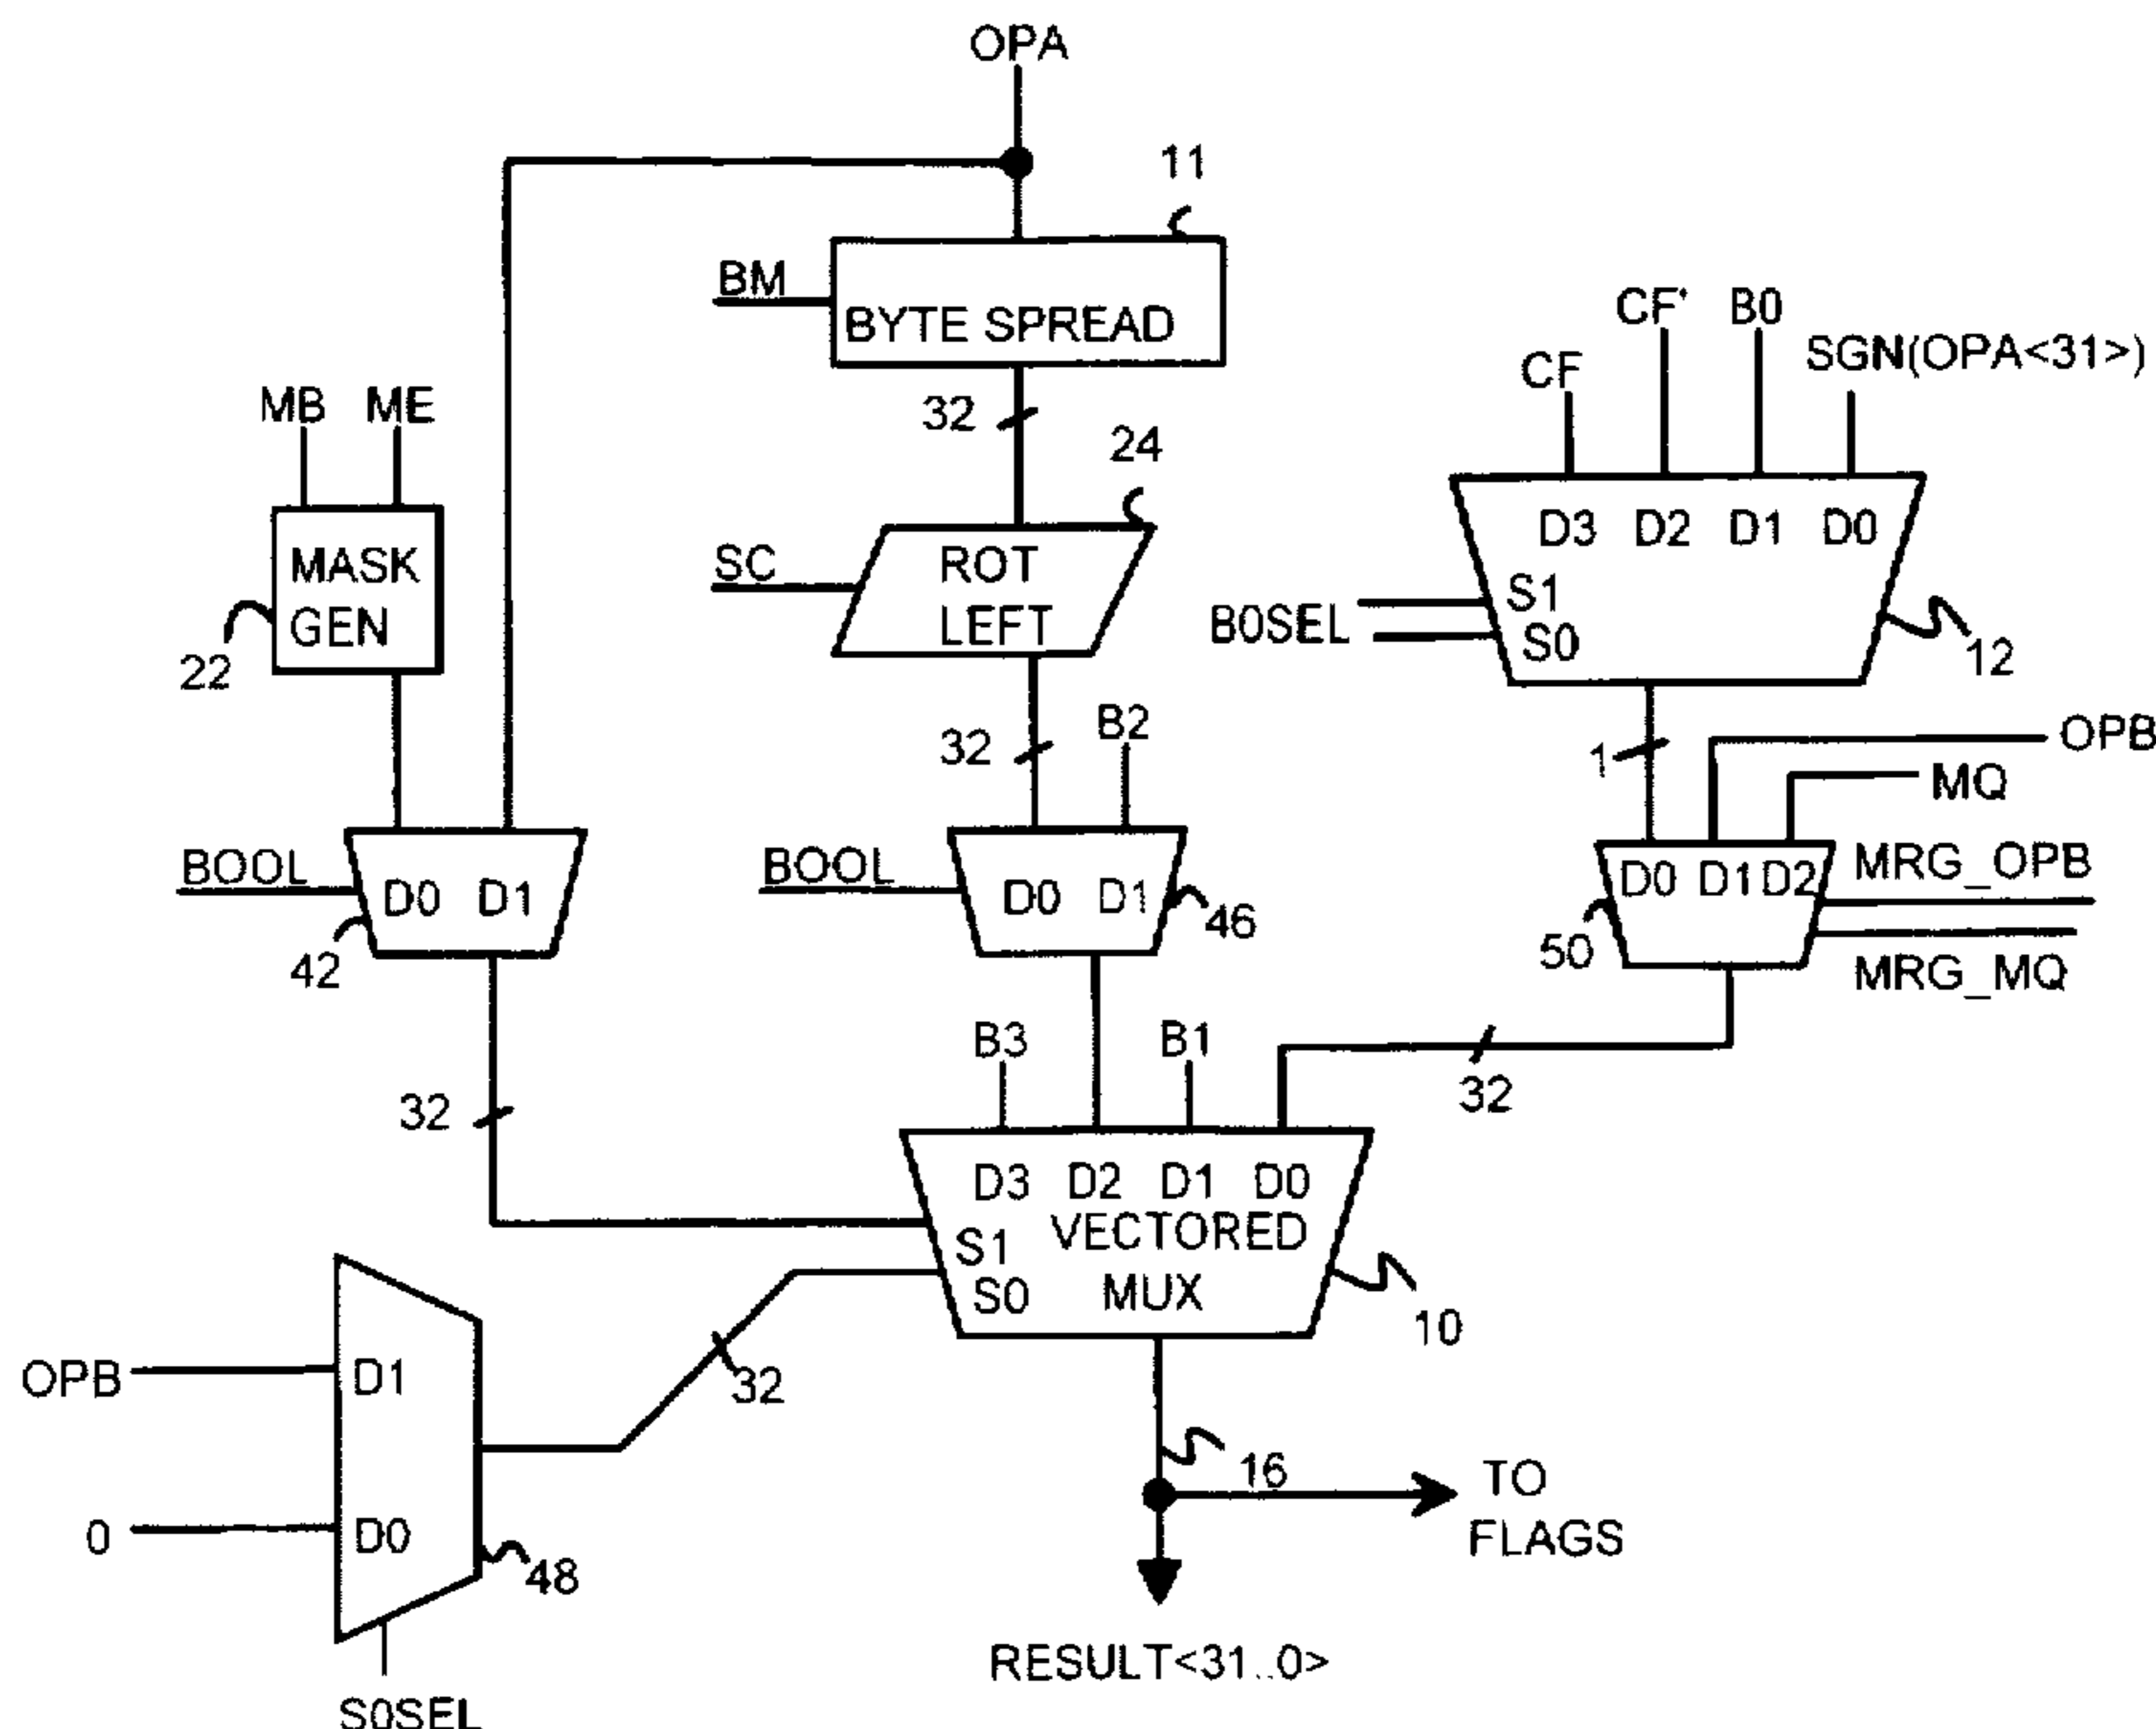 OPA
11
BM
BYTE SPREAD
CF' B0
SGN(OPA<31>)
CF
MB ME
32
24
D3 D2 D1 D0
MASK
GEN
SC
ROT
LEFT
S1
B0SEL
S0
22
12
B2
32
1
OPB
MQ
BOOL
D0 D1
42
BOOL
D0 D1
46
D0 D1 D2
MRG_OPB
50
MRG_MQ
B3 B1
32
32
D3 D2 D1 D0
S1 VECTORED
S0 MUX
10
OPB
D1
32
16
TO
FLAGS
0
D0
48
RESULT<31..0>
S0SEL